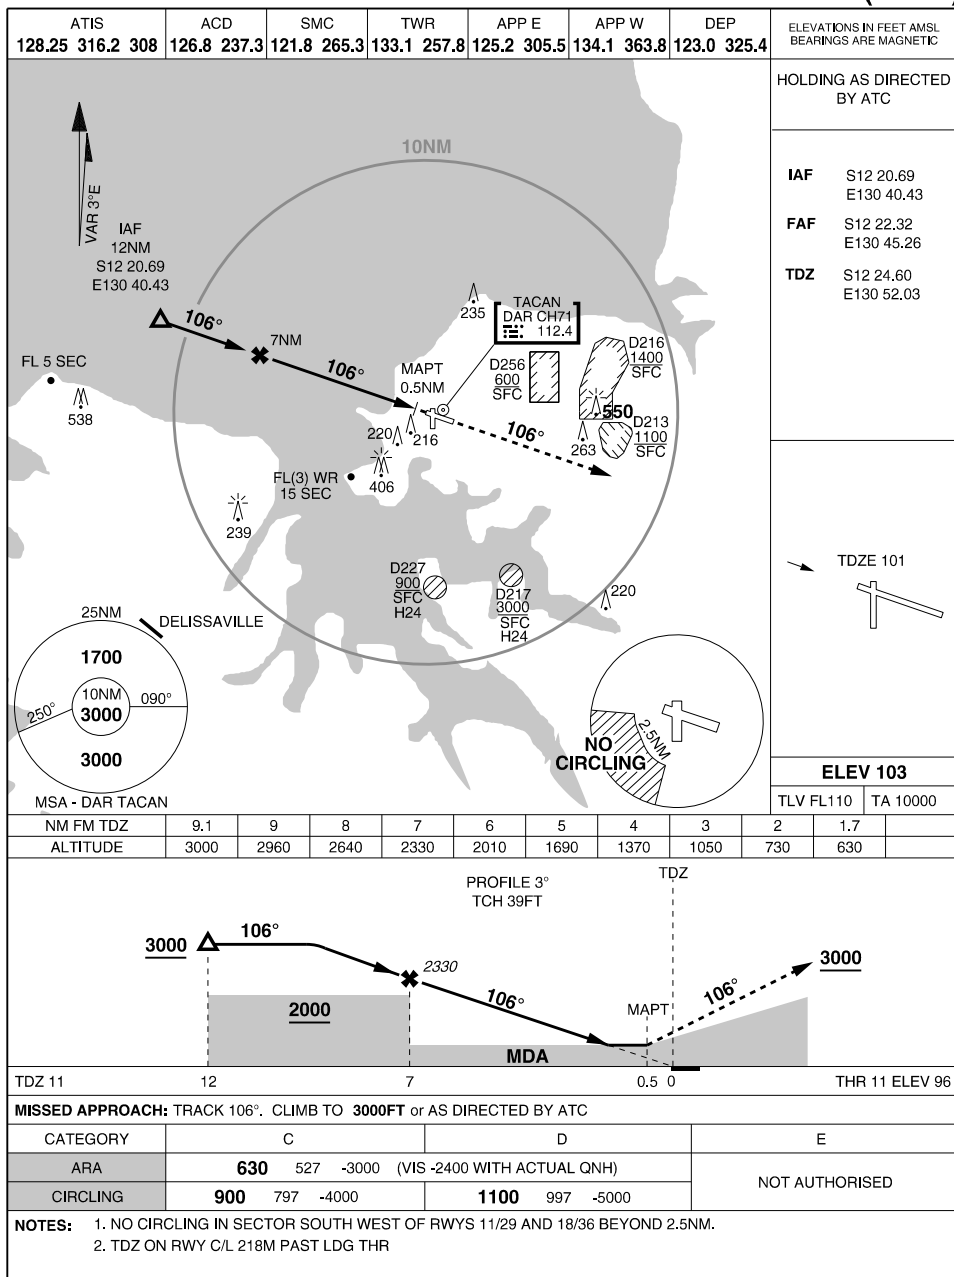 ATIS ACD SMC TWR APP E APP W DEP
128.25 316.2 308 126.8 237.3 121.8 265.3 133.1 257.8 125.2 305.5 134.1 363.8 123.0 325.4
ELEVATIONS IN FEET AMSL
BEARINGS ARE MAGNETIC
HOLDING AS DIRECTED
BY ATC
IAF S12 20.69
E130 40.43
FAF S12 22.32
E130 45.26
TDZ S12 24.60
E130 52.03
10NM
VAR 3°E
IAF
12NM
S12 20.69
E130 40.43
106°
7NM
106°
MAPT
0.5NM
235
TACAN
DAR CH71
112.4
D256
600
SFC
D216
1400
SFC
550
D213
1100
SFC
263
106°
FL 5 SEC
538
220
216
FL(3) WR
15 SEC
406
239
D227
900
SFC
H24
D217
3000
SFC
H24
220
TDZE 101
25NM
DELISSAVILLE
1700
10NM
3000
250°
090°
3000
MSA - DAR TACAN
NO
CIRCLING
2.5NM
ELEV 103
TLV FL110 TA 10000
NM FM TDZ 9.1 9 8 7 6 5 4 3 2 1.7
ALTITUDE 3000 2960 2640 2330 2010 1690 1370 1050 730 630
PROFILE 3°
TCH 39FT
TDZ
3000
106°
2330
106°
2000
MDA
MAPT
106°
3000
TDZ 11 12 7 0.5 0 THR 11 ELEV 96
MISSED APPROACH: TRACK 106°. CLIMB TO 3000FT or AS DIRECTED BY ATC
CATEGORY C D E
ARA 630 527 -3000 (VIS -2400 WITH ACTUAL QNH)
NOT AUTHORISED
CIRCLING 900 797 -4000 1100 997 -5000
NOTES: 1. NO CIRCLING IN SECTOR SOUTH WEST OF RWYS 11/29 AND 18/36 BEYOND 2.5NM.
2. TDZ ON RWY C/L 218M PAST LDG THR